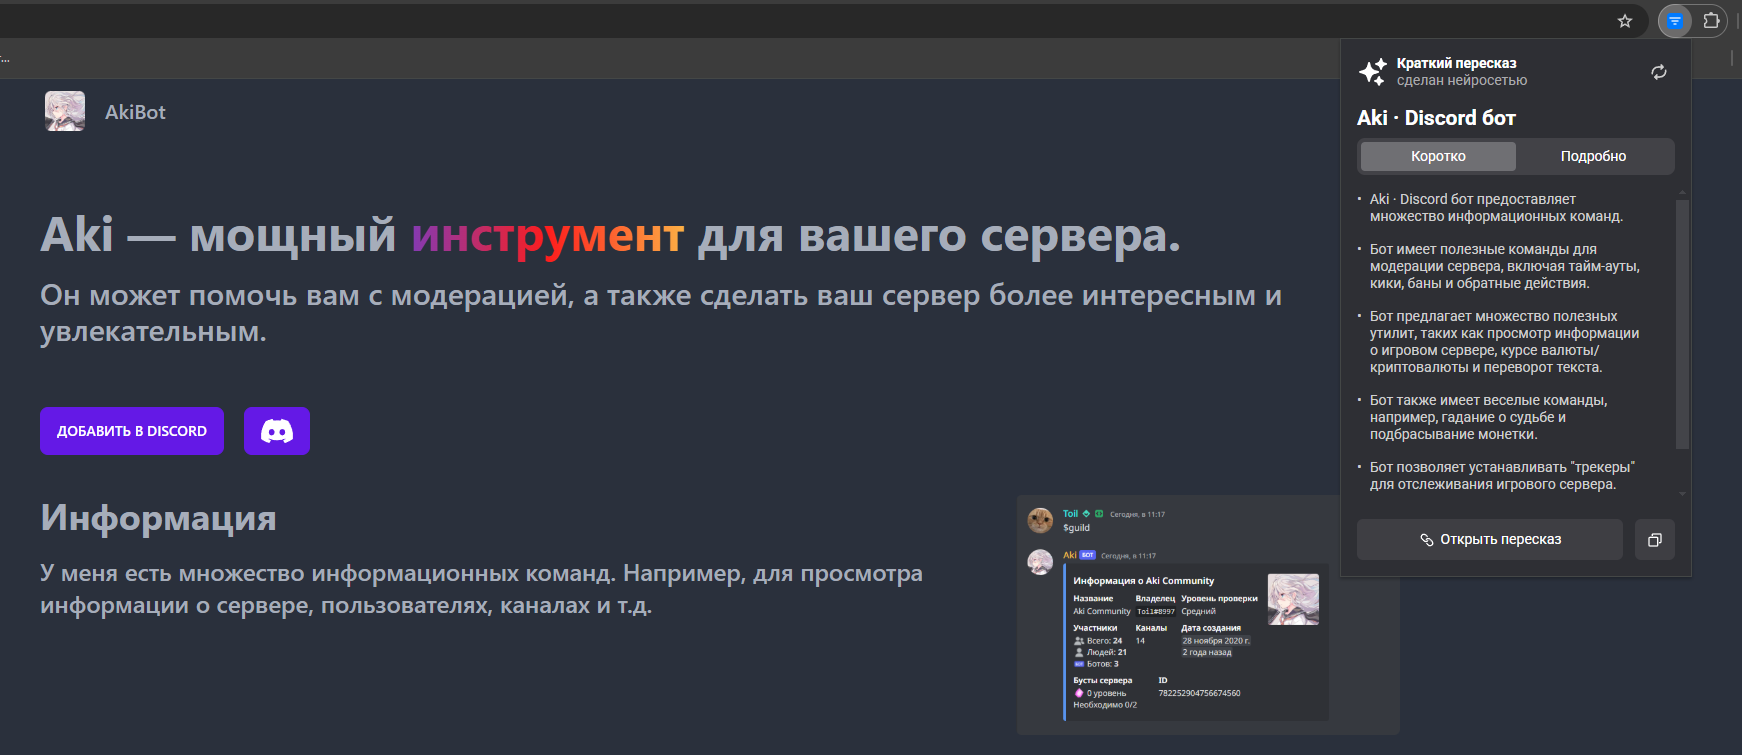 AkiBot
Aki — мощный инструмент для вашего сервера.
Он может помочь вам с модерацией, а также сделать ваш сервер более интересным и
увлекательным.
ДОБАВИТЬ В DISCORD
Информация
У меня есть множество информационных команд. Например, для просмотра
информации о сервере, пользователях, каналах и т.д.
Toil Сегодня, в 11:17
$guild
Aki БОТ Сегодня, в 11:17
Информация о Aki Community
Название Владелец Уровень проверки
Aki Community Toil#8997 Средний
Участники Каналы Дата создания
Всего: 24 14 28 ноября 2020 г.
Людей: 21 2 года назад
Ботов: 3
Бусты сервера ID
0 уровень 782252904756674560
Необходимо 0/2
Краткий пересказ
сделан нейросетью
Aki · Discord бот
Коротко Подробно
• Aki · Discord бот предоставляет
множество информационных команд.
• Бот имеет полезные команды для
модерации сервера, включая тайм-ауты,
кики, баны и обратные действия.
• Бот предлагает множество полезных
утилит, таких как просмотр информации
о игровом сервере, курсе валюты/
криптовалюты и переворот текста.
• Бот также имеет веселые команды,
например, гадание о судьбе и
подбрасывание монетки.
• Бот позволяет устанавливать "трекеры"
для отслеживания игрового сервера.
Открыть пересказ